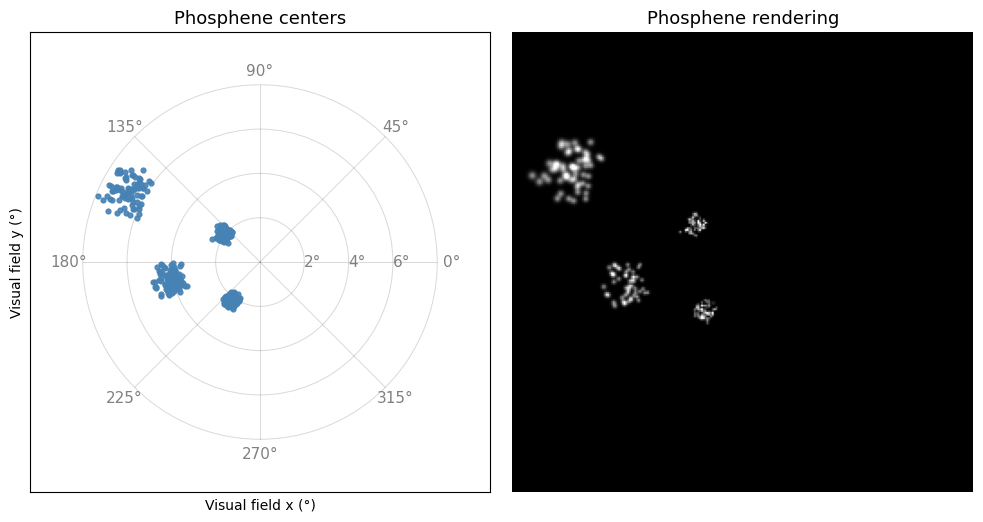 Phosphene centers
Phosphene rendering
90°
135°
45°
180°
2°
4°
6°
0°
225°
315°
270°
Visual field y (°)
Visual field x (°)